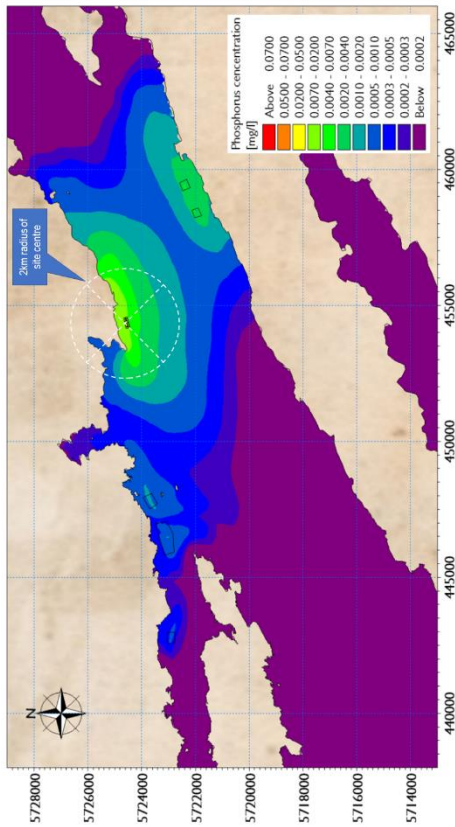 N
2km radius of
site centre
Phosphorus cencentration
[mg/l]
Above 0.0700
0.0500 - 0.0700
0.0200 - 0.0500
0.0070 - 0.0200
0.0040 - 0.0070
0.0020 - 0.0040
0.0010 - 0.0020
0.0005 - 0.0010
0.0003 - 0.0005
0.0002 - 0.0003
Below 0.0002
5728000
5726000
5724000
5722000
5720000
5718000
5716000
5714000
440000 445000 450000 455000 460000 465000